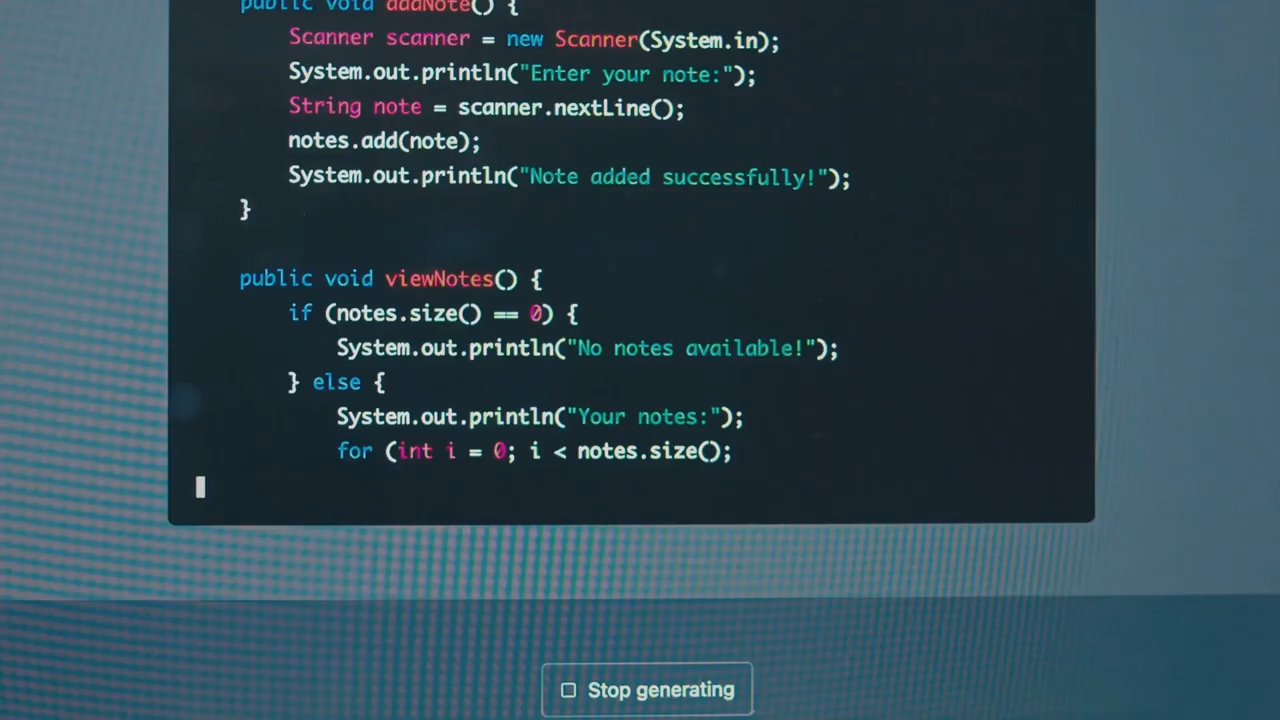 public void addNote() {
Scanner scanner = new Scanner(System.in);
System.out.println("Enter your note:");
String note = scanner.nextLine();
notes.add(note);
System.out.println("Note added successfully!");
}
public void viewNotes() {
if (notes.size() == 0) {
System.out.println("No notes available!");
} else {
System.out.println("Your notes:");
for (int i = 0; i < notes.size();
Stop generating